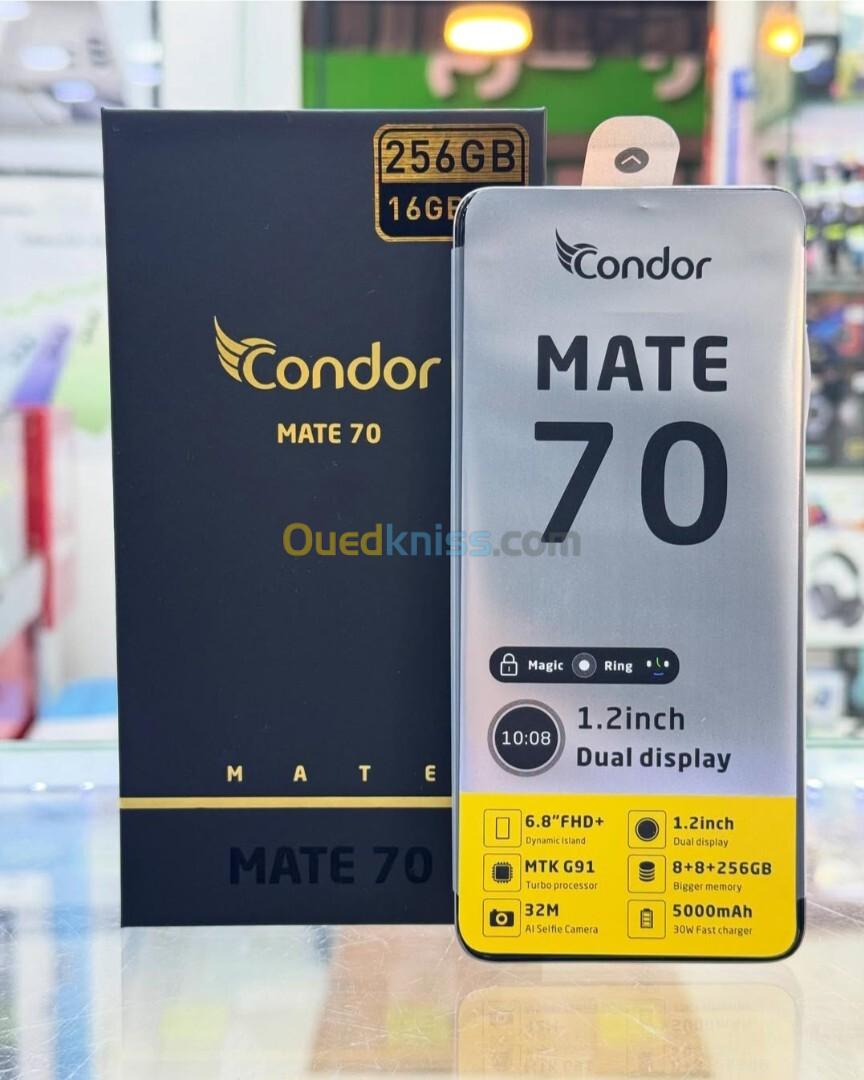 256GB
16GB
Condor
MATE 70
M A T E
MATE 70
Condor
MATE
70
Magic Ring
10:08
1.2inch
Dual display
6.8”FHD+
Dynamic Island
1.2inch
Dual display
MTK G91
Turbo processor
8+8+256GB
Bigger memory
32M
AI Selfie Camera
5000mAh
30W Fast charger
Ouedkniss.com